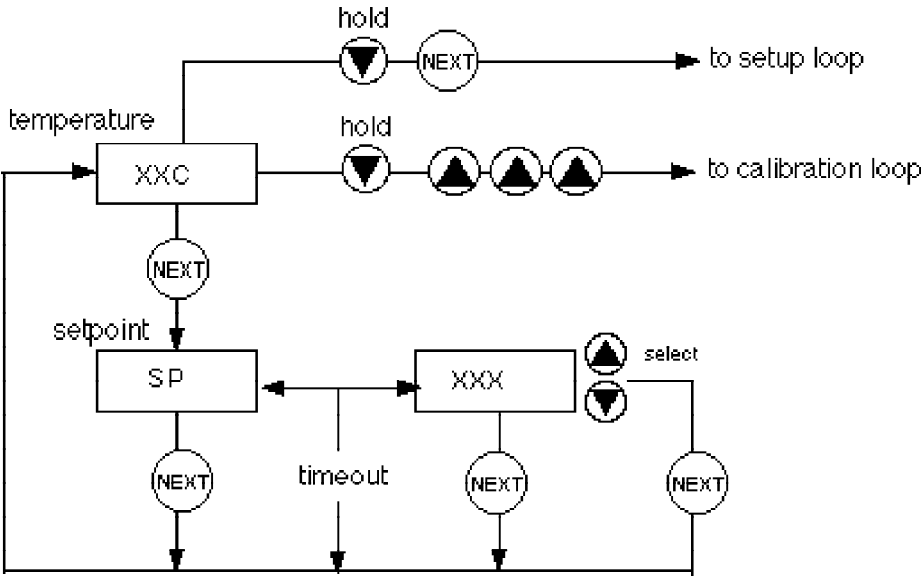 hold
NEXT
to setup loop
temperature
hold
XXC
to calibration loop
NEXT
setpoint
SP
XXX
select
NEXT
timeout
NEXT
NEXT